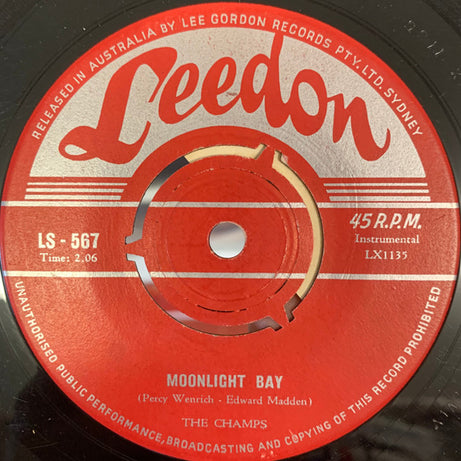 RELEASED IN AUSTRALIA BY LEE GORDON RECORDS PTY. LTD. SYDNEY
Leedon
LS - 567
Time: 2.06
45 R.P.M.
Instrumental
LX1135
MOONLIGHT BAY
(Percy Wenrich - Edward Madden)
THE CHAMPS
UNAUTHORISED PUBLIC PERFORMANCE, BROADCASTING AND COPYING OF THIS RECORD PROHIBITED